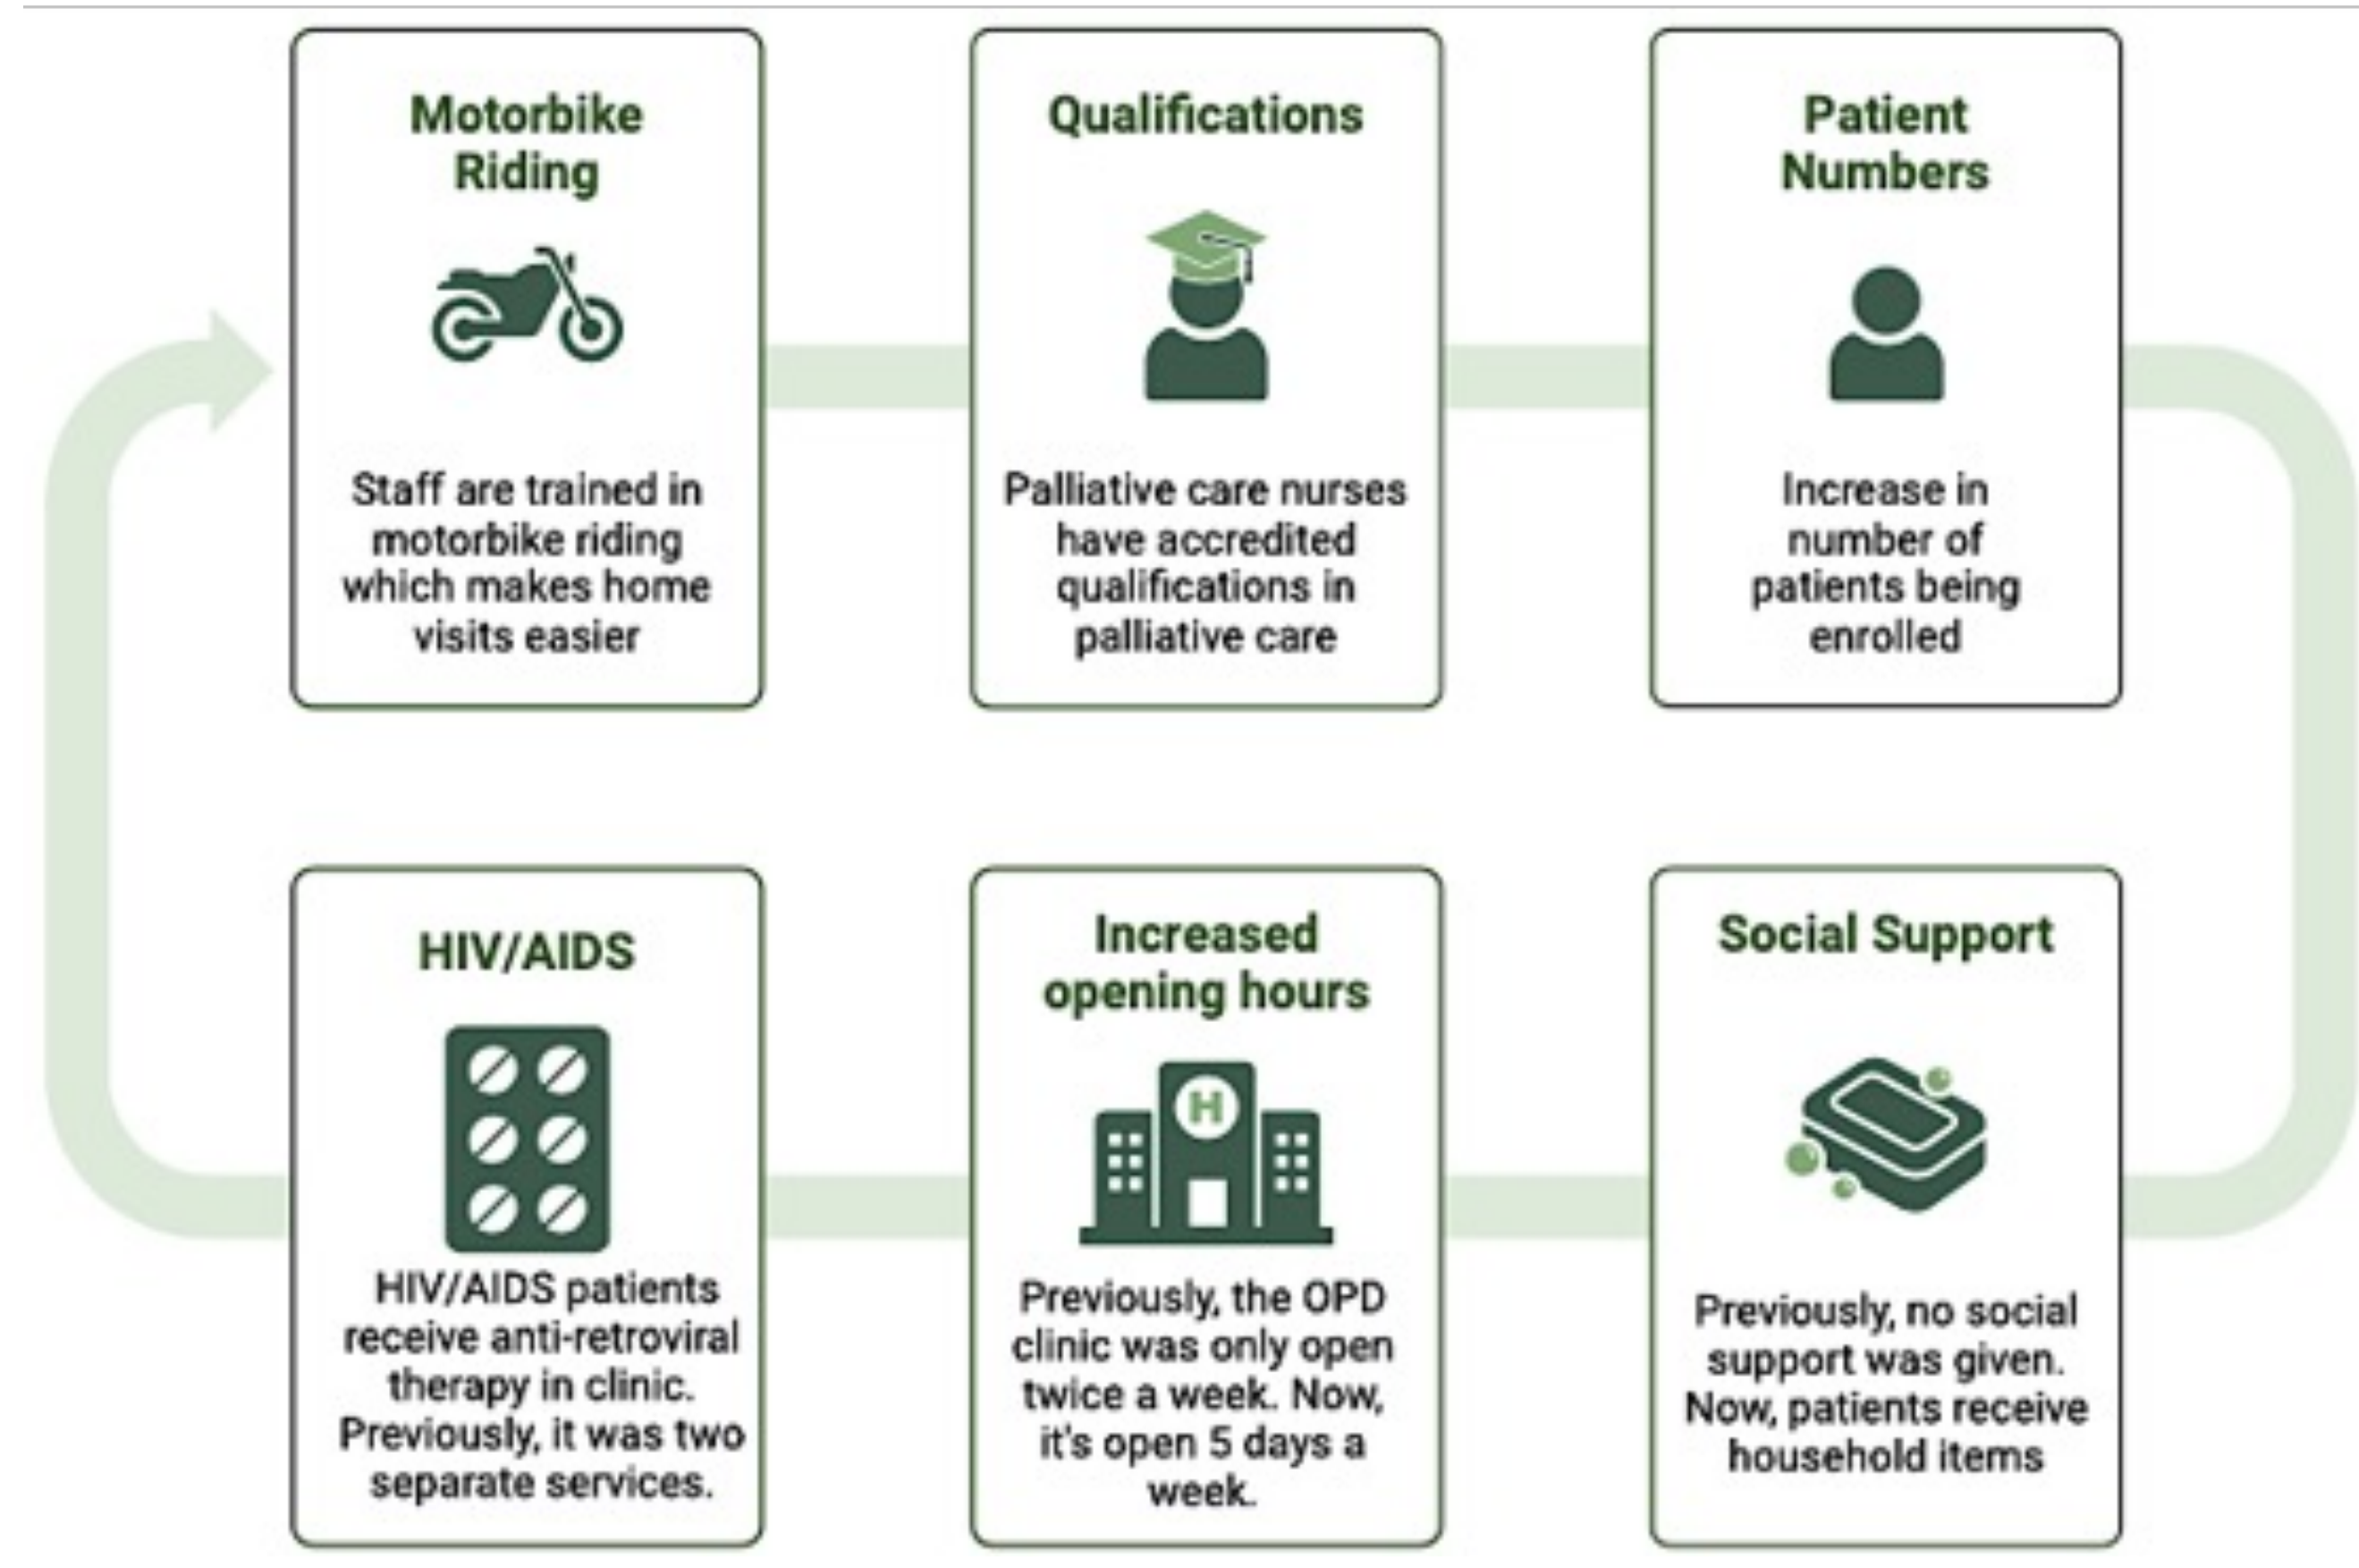 Motorbike
Riding
Staff are trained in
motorbike riding
which makes home
visits easier
Qualifications
Palliative care nurses
have accredited
qualifications in
palliative care
Patient
Numbers
Increase in
number of
patients being
enrolled
HIV/AIDS
HIV/AIDS patients
receive anti-retroviral
therapy in clinic.
Previously, it was two
separate services.
Increased
opening hours
H
Previously, the OPD
clinic was only open
twice a week. Now,
it's open 5 days a
week.
Social Support
Previously, no social
support was given.
Now, patients receive
household items